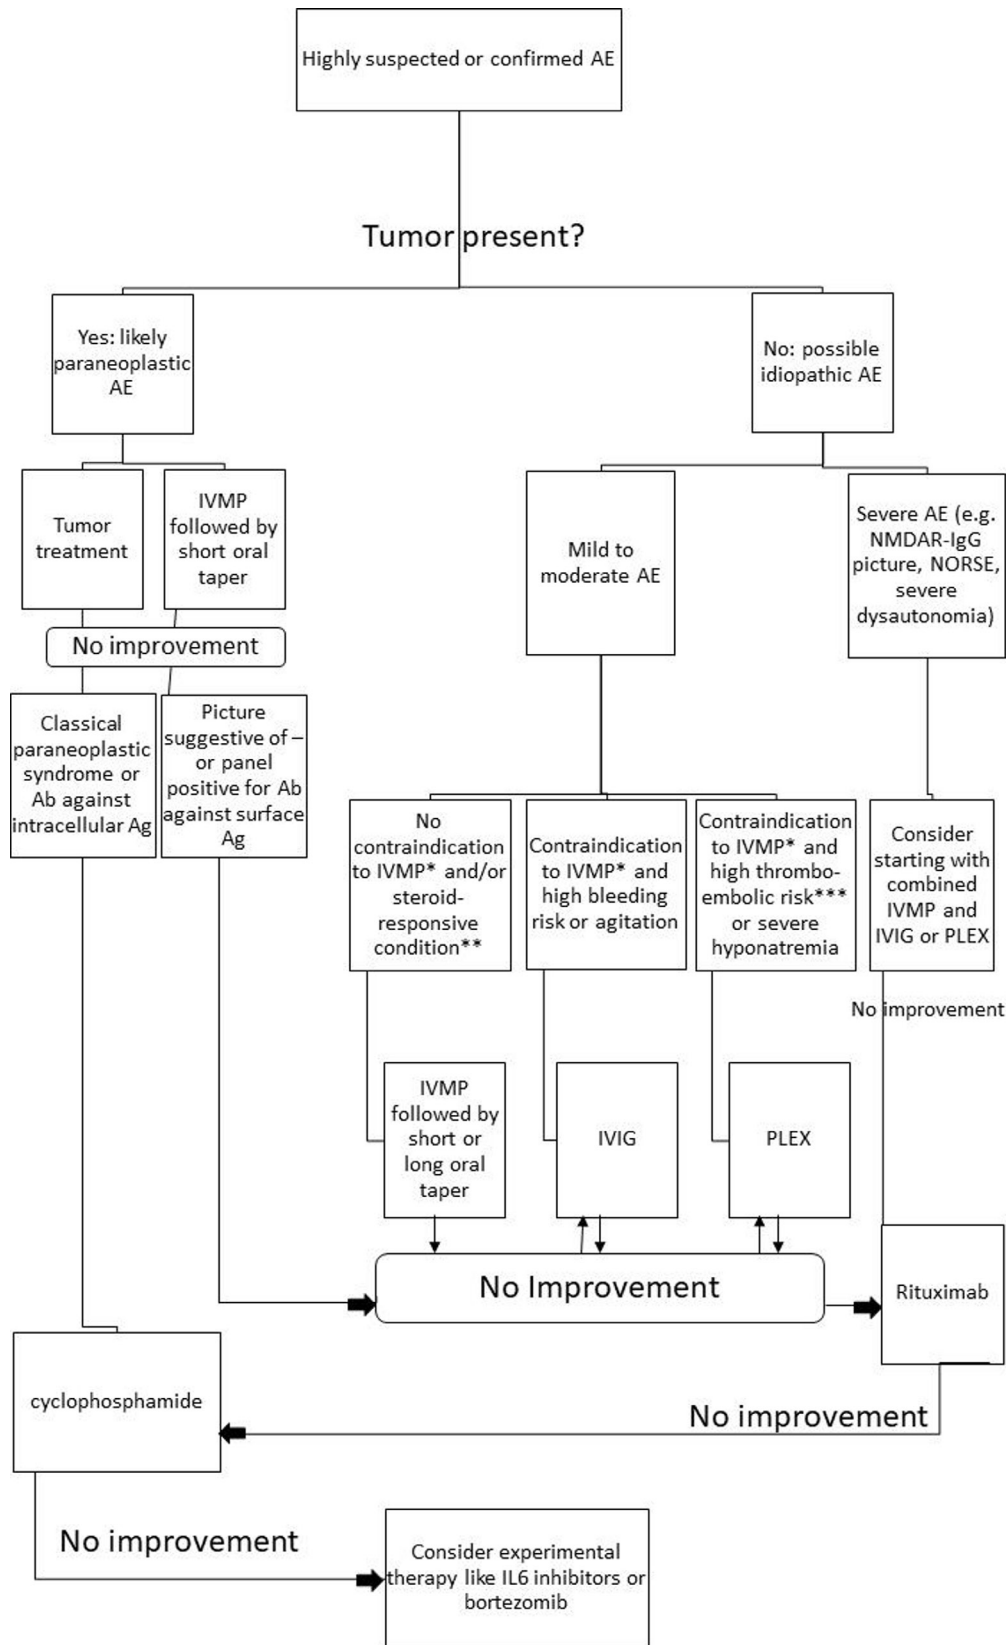 Highly suspected or confirmed AE
Tumor present?
Yes: likely
paraneoplastic
AE
No: possible
idiopathic AE
Tumor
treatment
IVMP
followed by
short oral
taper
Mild to
moderate AE
Severe AE (e.g.
NMDAR-IgG
picture, NORSE,
severe
dysautonomia)
No improvement
Classical
paraneoplastic
syndrome or
Ab against
intracellular Ag
Picture
suggestive of –
or panel
positive for Ab
against surface
Ag
No
contraindication
to IVMP* and/or
steroid-
responsive
condition**
Contraindication
to IVMP* and
high bleeding
risk or agitation
Contraindication
to IVMP* and
high thrombo-
embolic risk***
or severe
hyponatremia
Consider
starting with
combined
IVMP and
IVIG or PLEX
No improvement
IVMP
followed by
short or
long oral
taper
IVIG
PLEX
No Improvement
Rituximab
cyclophosphamide
No improvement
No improvement
Consider experimental
therapy like IL6 inhibitors or
bortezomib